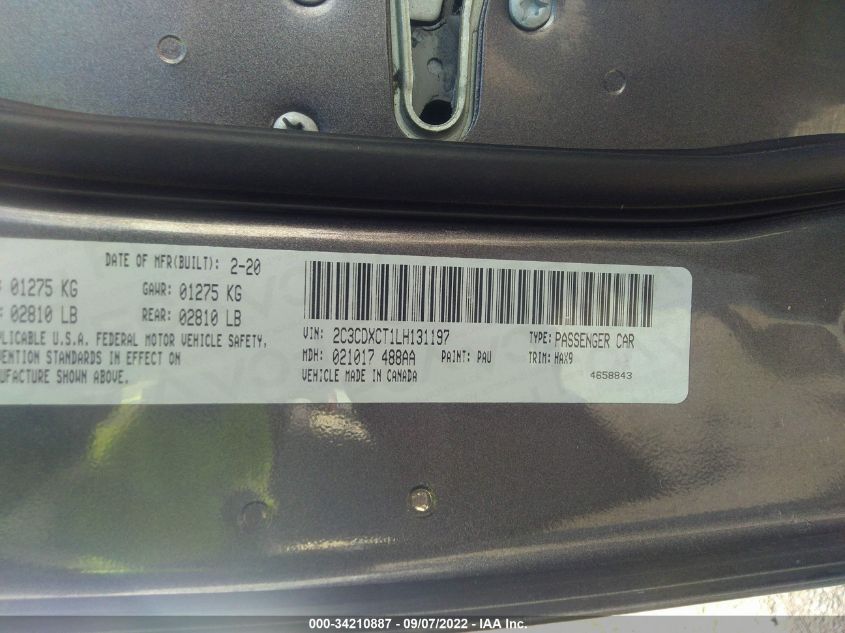 DATE OF MFR(BUILT): 2-20
01275 KG GAWR: 01275 KG
02810 LB REAR: 02810 LB
PLICABLE U.S.A. FEDERAL MOTOR VEHICLE SAFETY,
VENTION STANDARDS IN EFFECT ON
NUFACTURE SHOWN ABOVE.
VIN: 2C3CDXCT1LH131197 TYPE: PASSENGER CAR
MDH: 021017 488AA PAINT: PAU TRIM: HAX9
VEHICLE MADE IN CANADA 4658843
000-34210887 - 09/07/2022 - IAA Inc.